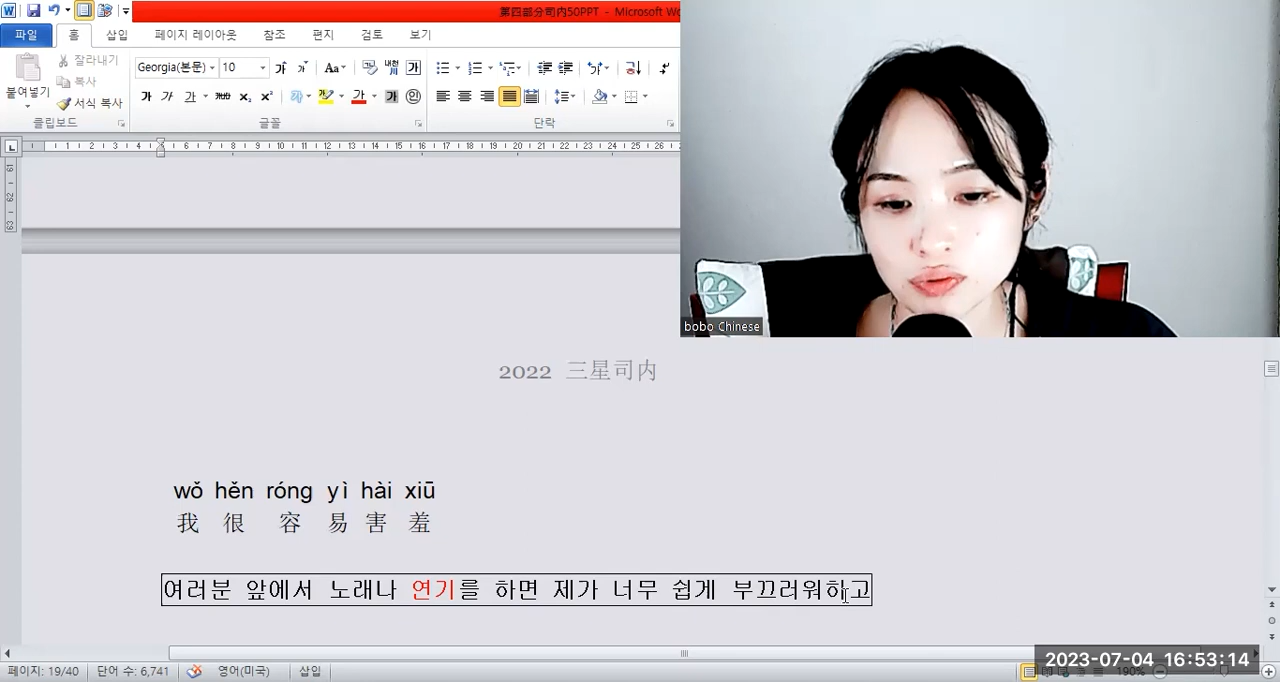 第四部分司内50PPT - Microsoft Wo
파일 홈 삽입 페이지 레이아웃 참조 편지 검토 보기
붙여넣기
잘라내기
복사
서식 복사
클립보드
Georgia(본문) 10
글꼴
단락
bobo Chinese
2022 三星司内
wǒ hěn róng yì hài xiū
我 很 容 易 害 羞
여러분 앞에서 노래나 연기를 하면 제가 너무 쉽게 부끄러워하고
페이지: 19/40 단어 수: 6,741 영어(미국) 삽입 190%
2023-07-04 16:53:14